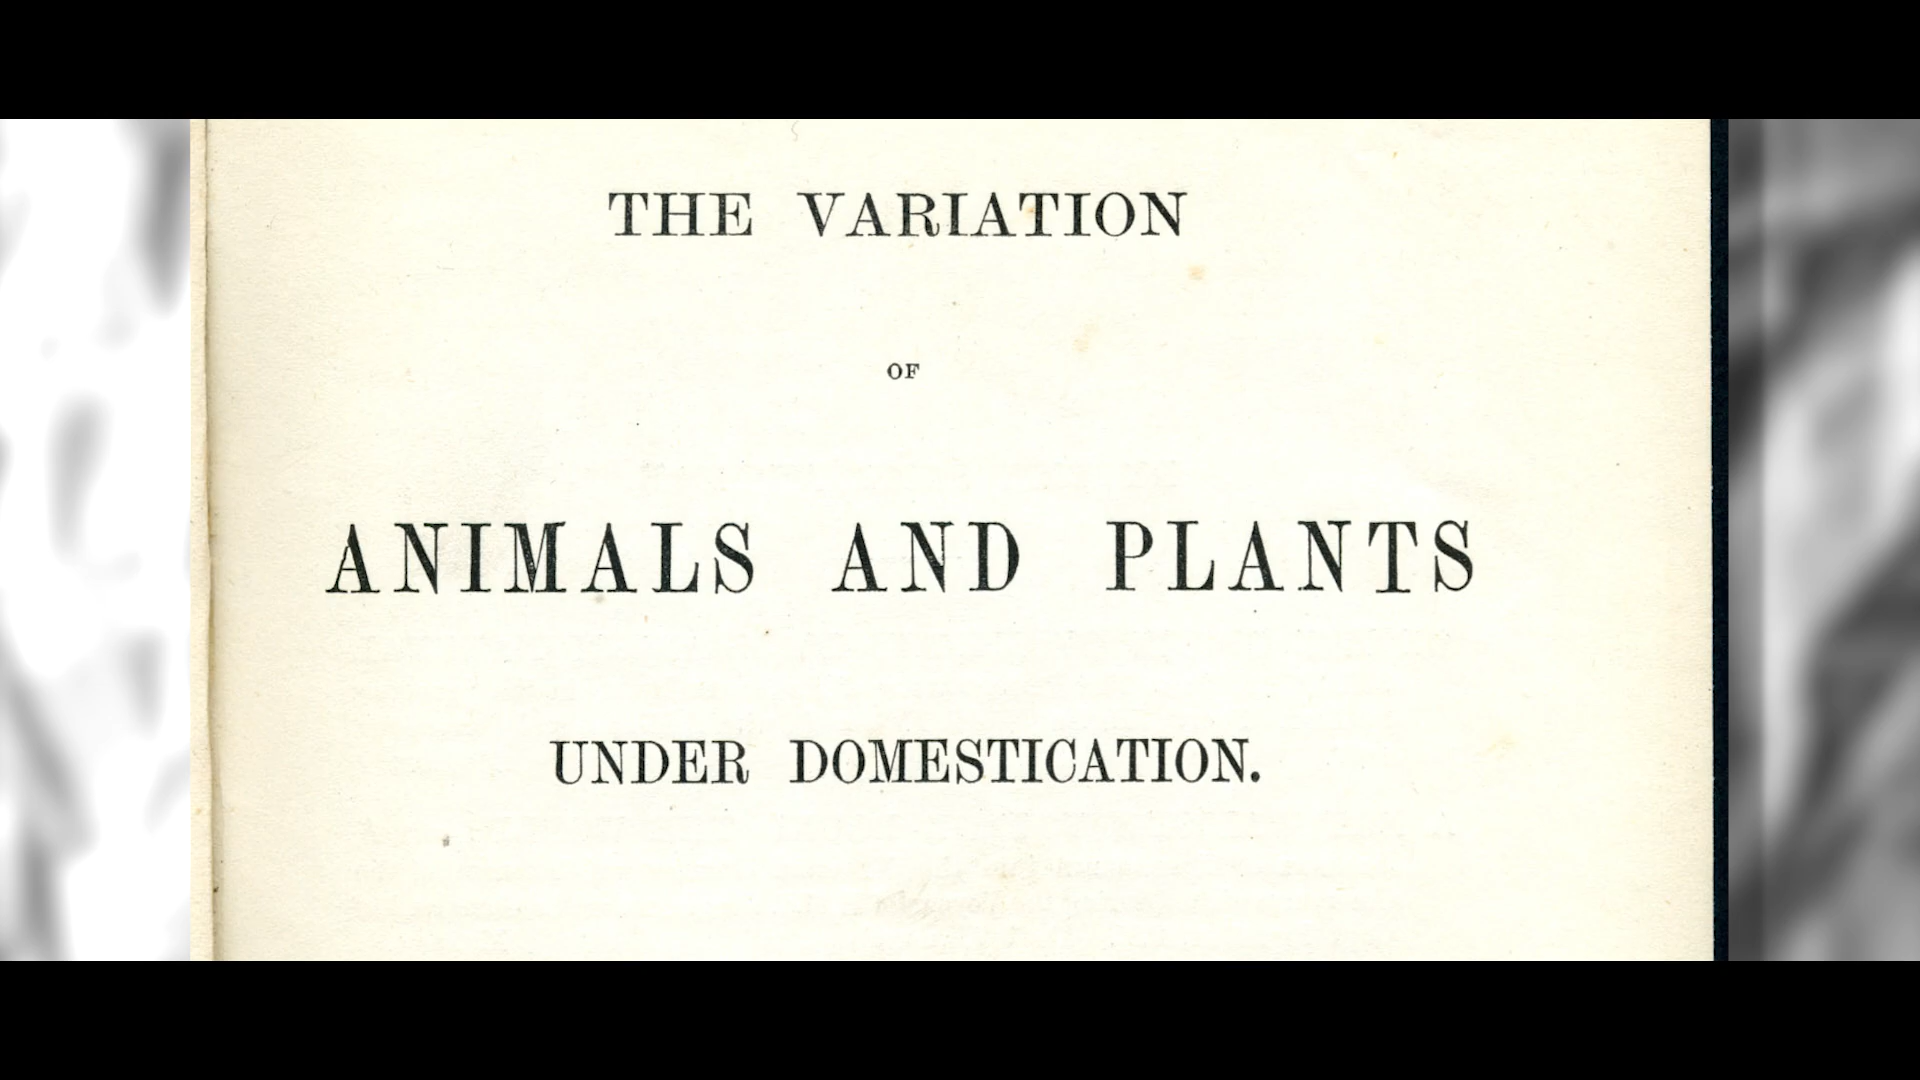 THE VARIATION
OF
ANIMALS AND PLANTS
UNDER DOMESTICATION.